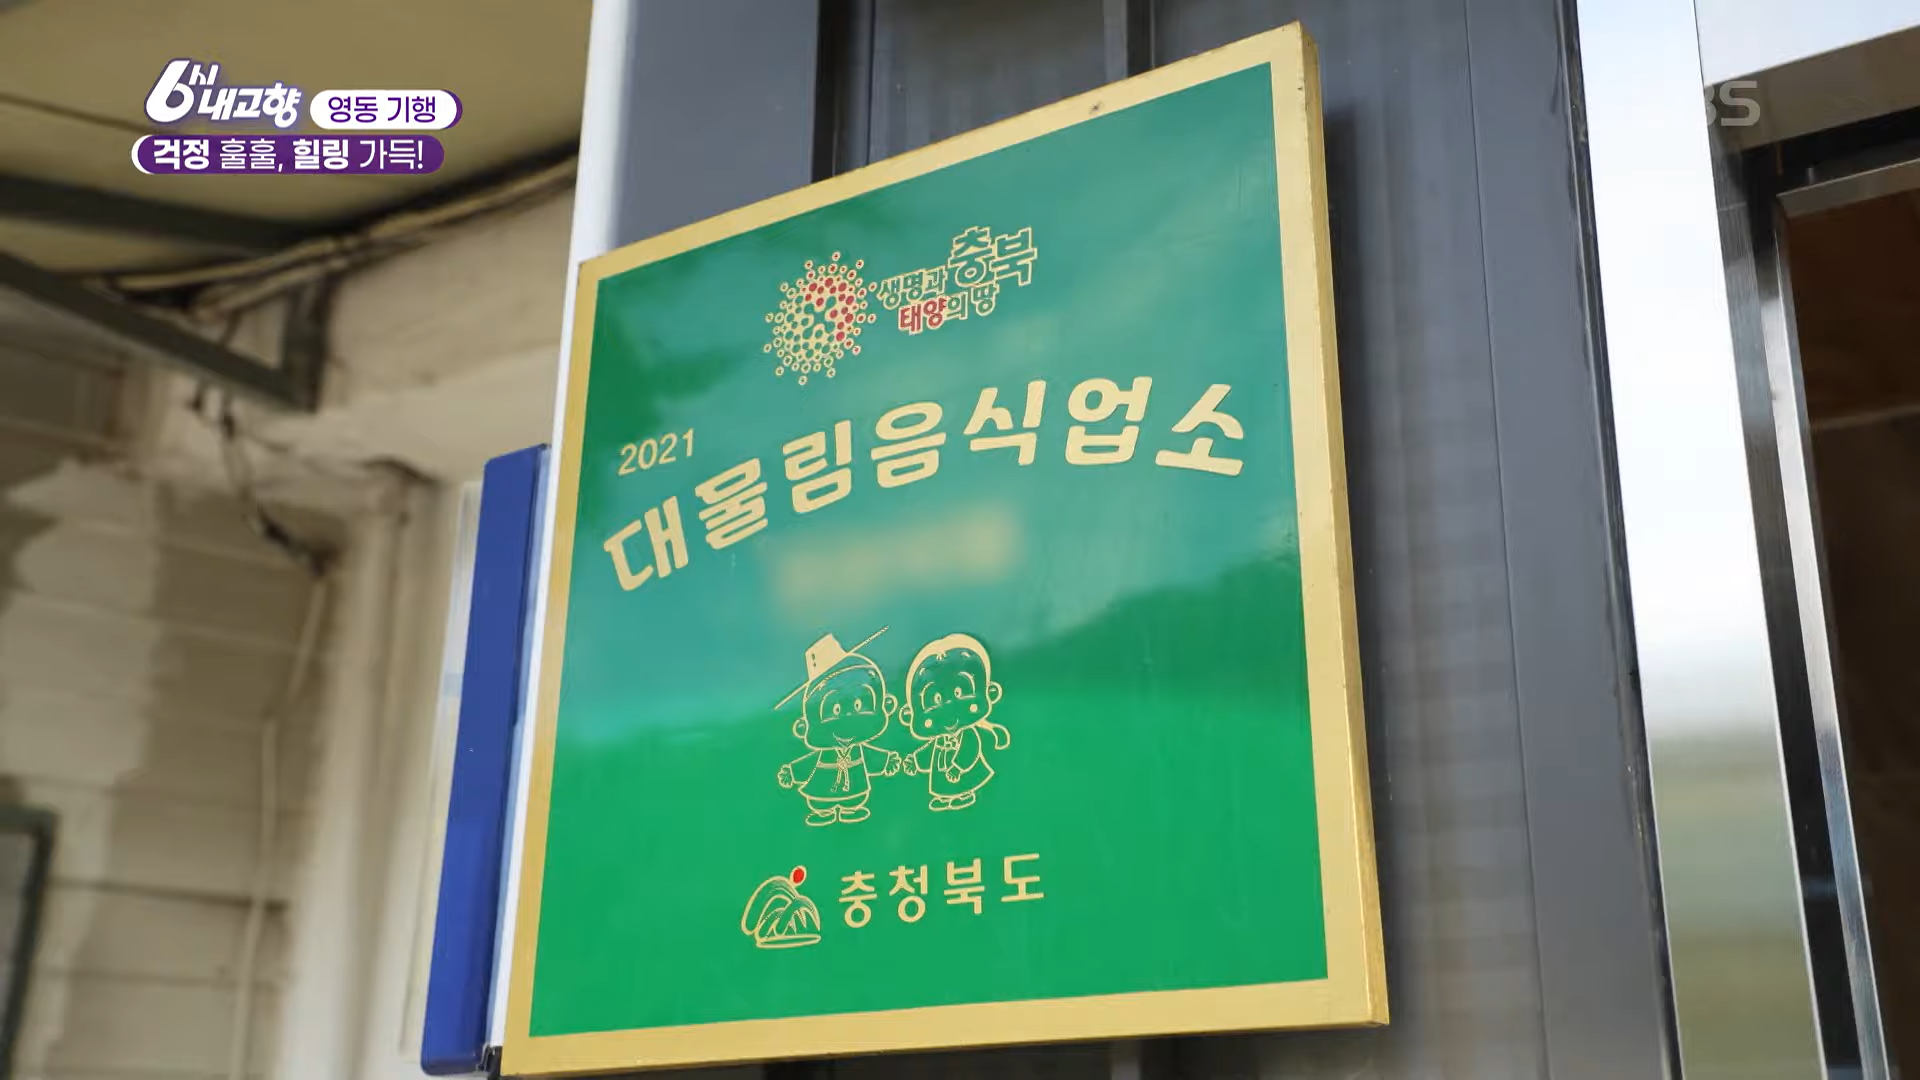 6시 내고향 영동 기행
걱정 훌훌, 힐링 가득!
생명과 충북
태양의 땅
2021
대물림음식업소
충청북도